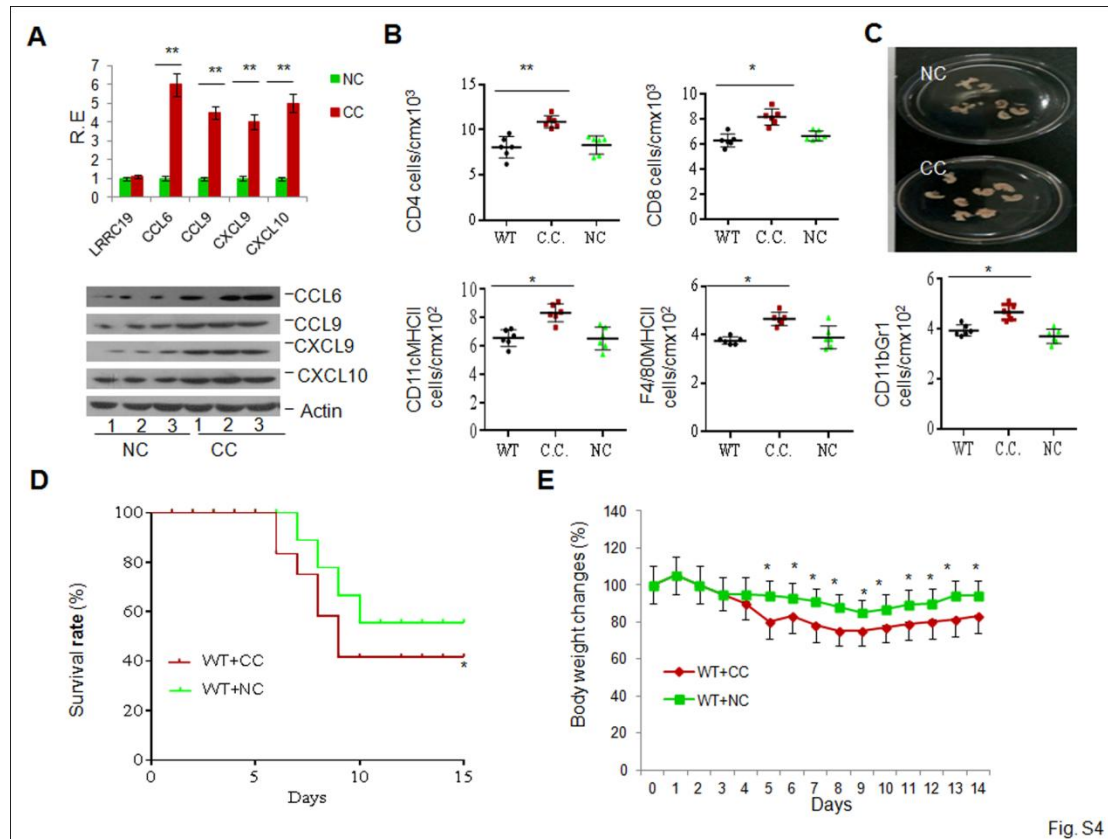 A
**
**
**
**
7
6
5
4
3
2
1
0
R.E
NC
CC
LRRC19
CCL6
CCL9
CXCL9
CXCL10
CCL6
CCL9
CXCL9
CXCL10
Actin
1 2 3 1 2 3
NC CC
B
**
15
10
5
0
CD4 cells/cmx10³
WT C.C. NC
*
10
8
6
4
2
0
CD8 cells/cmx10³
WT C.C. NC
*
10
8
6
4
2
0
CD11cMHCII
cells/cmx10²
WT C.C. NC
*
6
4
2
0
F4/80MHCII
cells/cmx10²
WT C.C. NC
C
NC
CC
*
6
4
2
0
CD11bGr1
cells/cmx10²
WT C.C. NC
D
100
80
60
40
20
0
Survival rate (%)
WT+CC
WT+NC
*
0 5 10 15
Days
E
140
120
100
80
60
40
20
0
Body weight changes (%)
* * * * * * * * * *
WT+CC
WT+NC
0 1 2 3 4 5 6 7 8 9 10 11 12 13 14
Days
Fig. S4